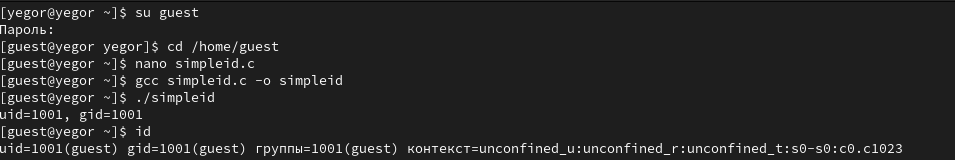 [yegor@yegor ~]$ su guest
Пароль:
[guest@yegor yegor]$ cd /home/guest
[guest@yegor ~]$ nano simpleid.c
[guest@yegor ~]$ gcc simpleid.c -o simpleid
[guest@yegor ~]$ ./simpleid
uid=1001, gid=1001
[guest@yegor ~]$ id
uid=1001(guest) gid=1001(guest) группы=1001(guest) контекст=unconfined_u:unconfined_r:unconfined_t:s0-s0:c0.c1023